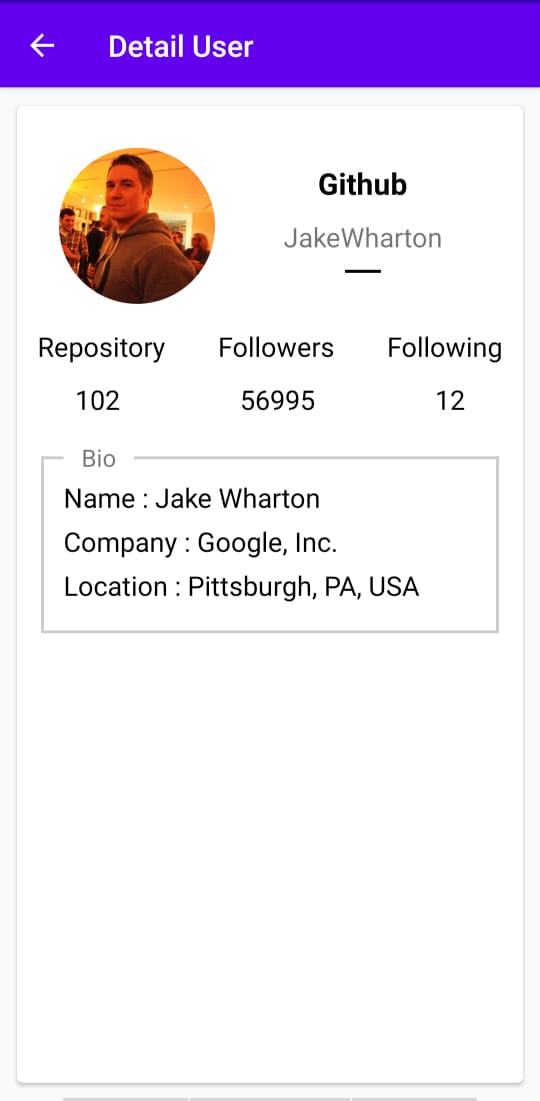 Detail User
Github
JakeWharton
Repository Followers Following
102 56995 12
Bio
Name : Jake Wharton
Company : Google, Inc.
Location : Pittsburgh, PA, USA